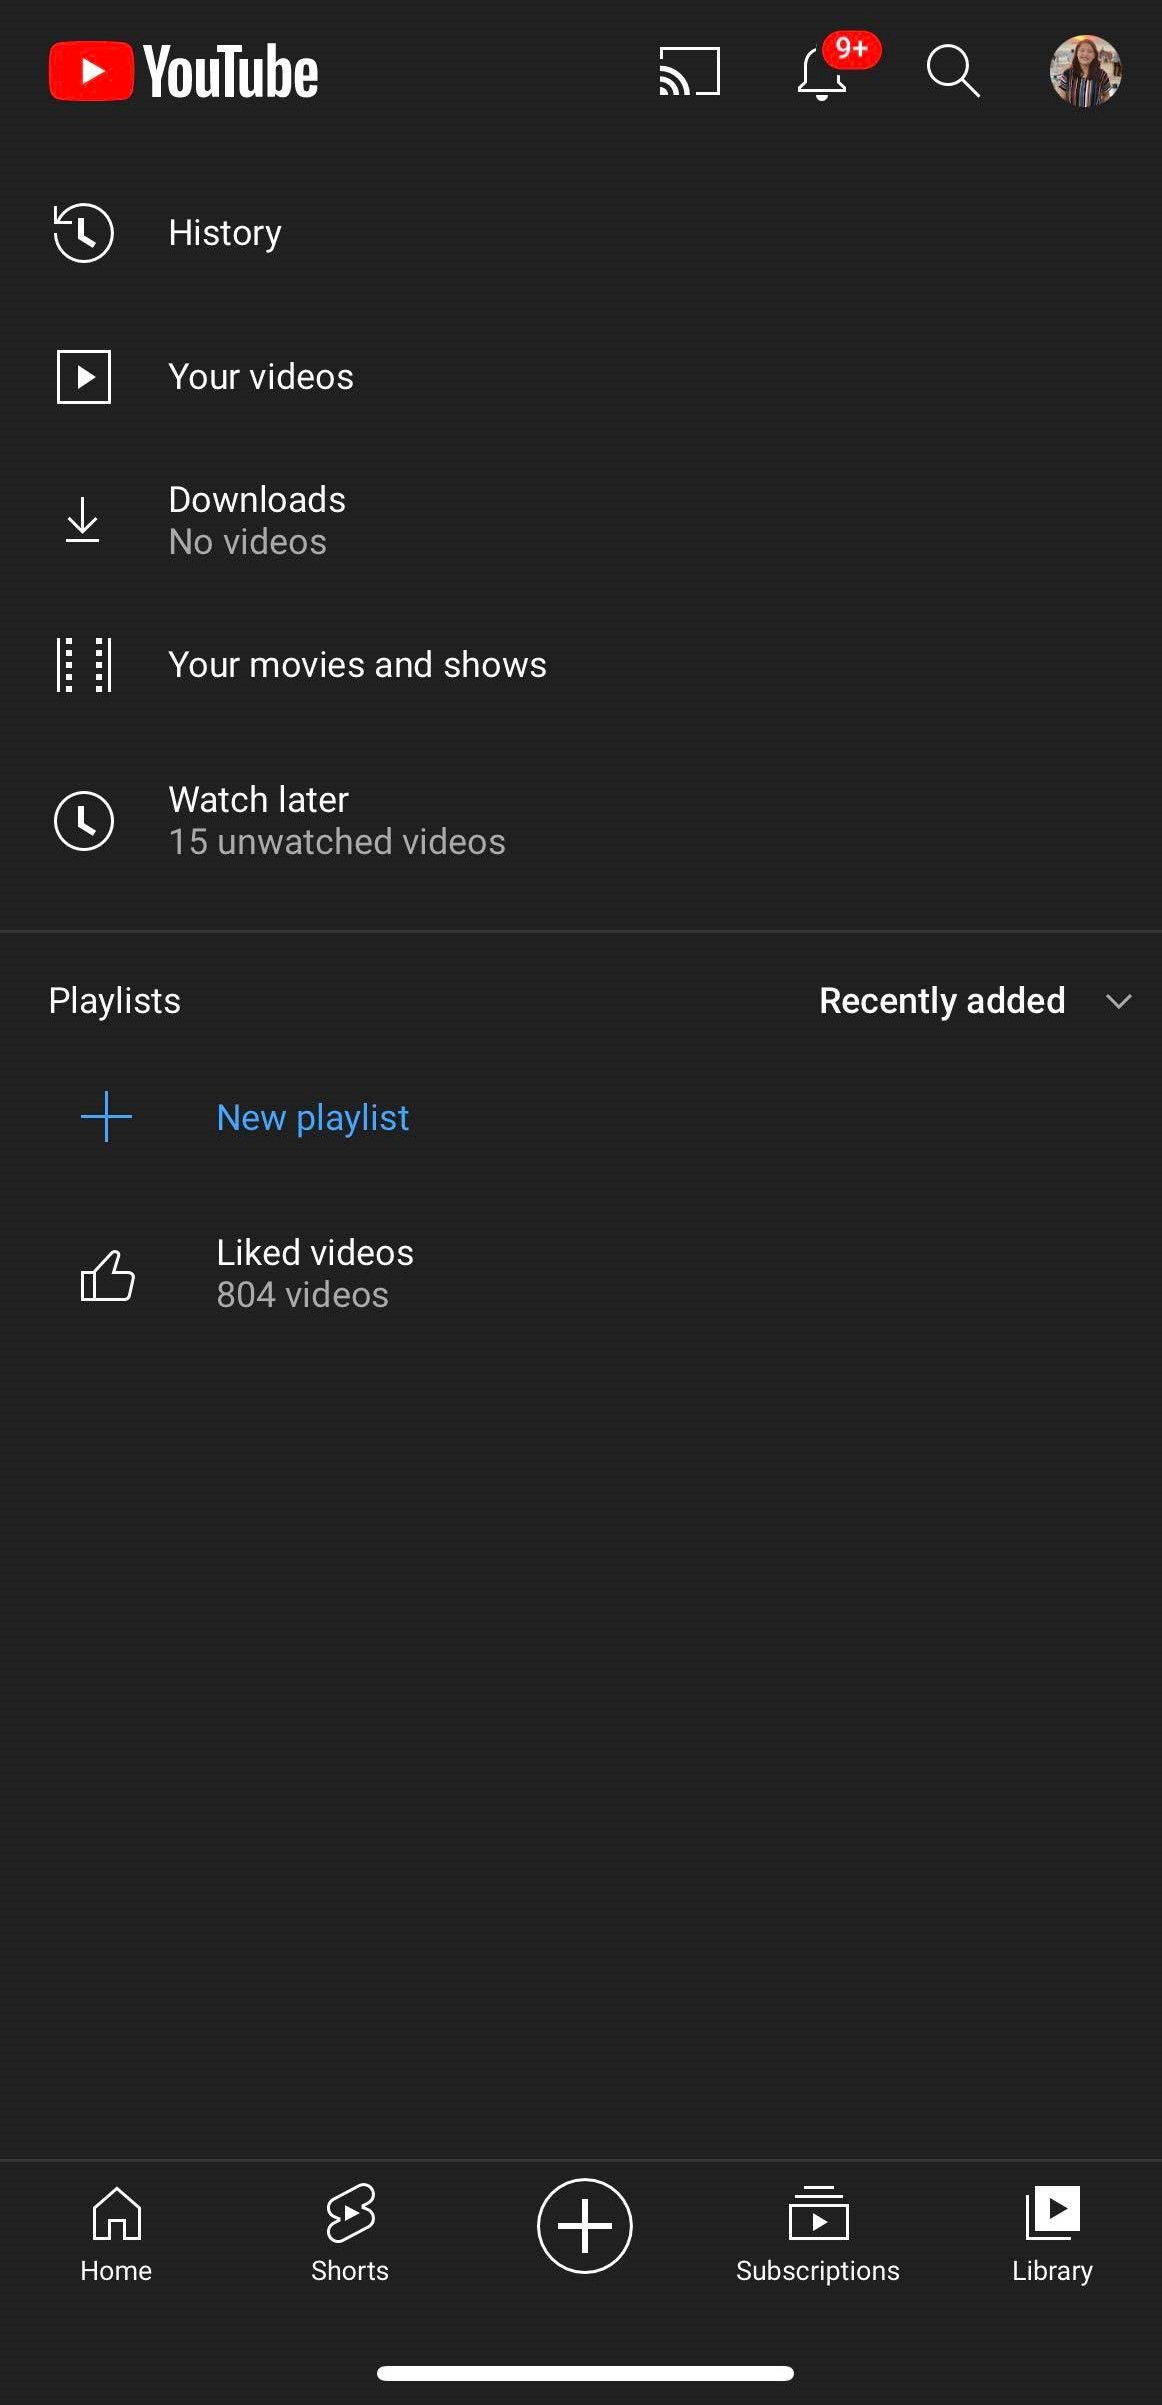 YouTube
9+
History
Your videos
Downloads
No videos
Your movies and shows
Watch later
15 unwatched videos
Playlists
Recently added
New playlist
Liked videos
804 videos
Home
Shorts
Subscriptions
Library